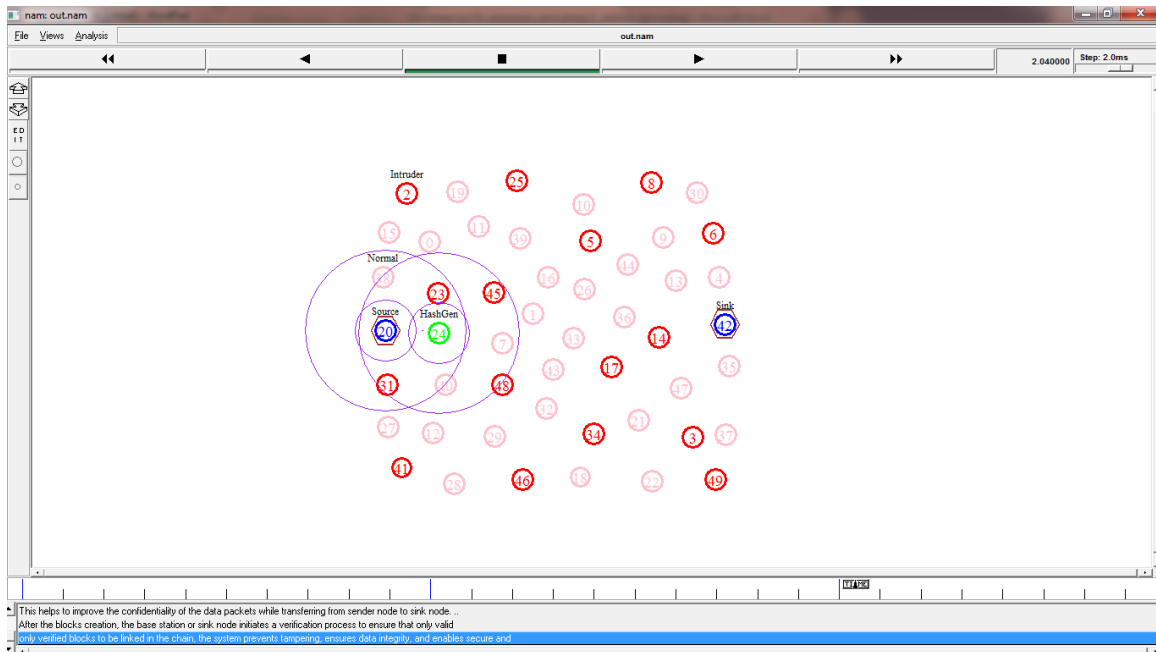 nam: out.nam
File Views Analysis out.nam
2.040000 Step: 2.0ms
E D
I T
Intruder
2 19 25 8 30
10
15 0 11 39 5 9 6
Normal
38 16 26 44 13 4
23 45
Source HashGen Sink
20 24 1 36 42
7 33 14
43 17 35
31 40 48 47
32 21
27 12 29 34 3 37
41 28 46 18 22 49
TIME
This helps to improve the confidentiality of the data packets while transferring from sender node to sink node. ..
After the blocks creation, the base station or sink node initiates a verification process to ensure that only valid
only verified blocks to be linked in the chain, the system prevents tampering, ensures data integrity, and enables secure and